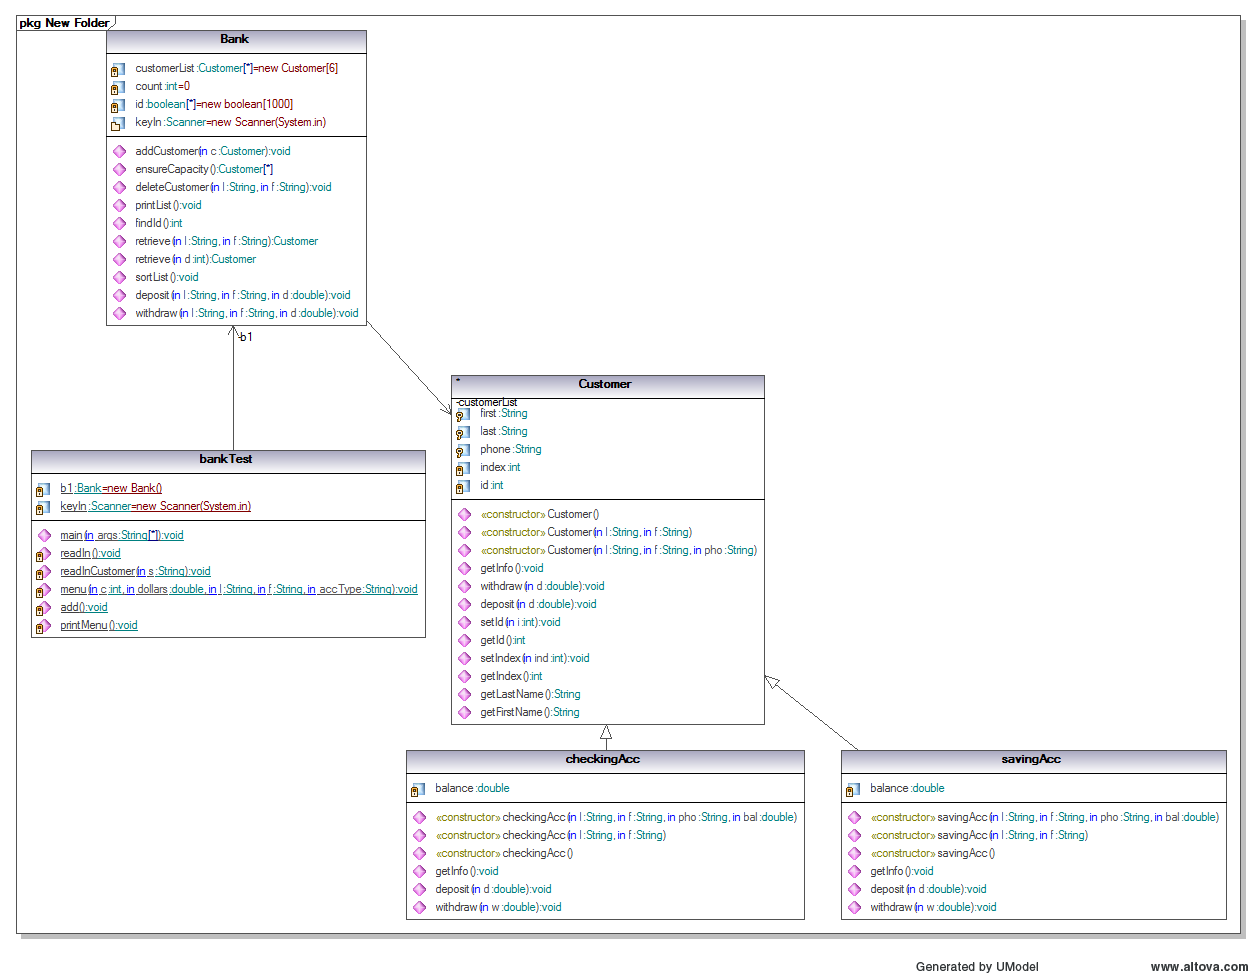 pkg New Folder
Bank
customerList:Customer[*]=new Customer[6]
count:int=0
id:boolean[*]=new boolean[1000]
keyIn:Scanner=new Scanner(System.in)
addCustomer(in c:Customer):void
ensureCapacity():Customer[*]
deleteCustomer(in l:String, in f:String):void
printList():void
findId():int
retrieve(in l:String, in f:String):Customer
retrieve(in d:int):Customer
sortList():void
deposit(in l:String, in f:String, in d:double):void
withdraw(in l:String, in f:String, in d:double):void
-b1
bankTest
b1:Bank=new Bank()
keyIn:Scanner=new Scanner(System.in)
main(in args:String[*]):void
readIn():void
readInCustomer(in s:String):void
menu(in c:int, in dollars:double, in l:String, in f:String, in accType:String):void
add():void
printMenu():void
*
Customer
-customerList
first:String
last:String
phone:String
index:int
id:int
«constructor» Customer()
«constructor» Customer(in l:String, in f:String)
«constructor» Customer(in l:String, in f:String, in pho:String)
getInfo():void
withdraw(in d:double):void
deposit(in d:double):void
setId(in i:int):void
getId():int
setIndex(in ind:int):void
getIndex():int
getLastName():String
getFirstName():String
checkingAcc
balance:double
«constructor» checkingAcc(in l:String, in f:String, in pho:String, in bal:double)
«constructor» checkingAcc(in l:String, in f:String)
«constructor» checkingAcc()
getInfo():void
deposit(in d:double):void
withdraw(in w:double):void
savingAcc
balance:double
«constructor» savingAcc(in l:String, in f:String, in pho:String, in bal:double)
«constructor» savingAcc(in l:String, in f:String)
«constructor» savingAcc()
getInfo():void
deposit(in d:double):void
withdraw(in w:double):void
Generated by UModel
www.altova.com